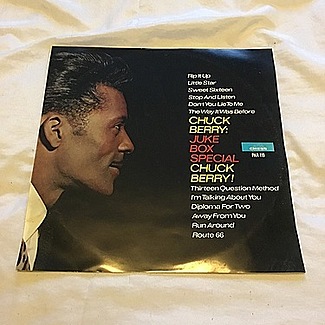 Rip It Up
Little Star
Sweet Sixteen
Stop And Listen
Don't You Lie To Me
The Way It Was Before
CHUCK
BERRY:
JUKE
BOX
SPECIAL
CHUCK
BERRY!
Thirteen Question Method
I'm Talking About You
Diploma For Two
Away From You
Run Around
Route 66